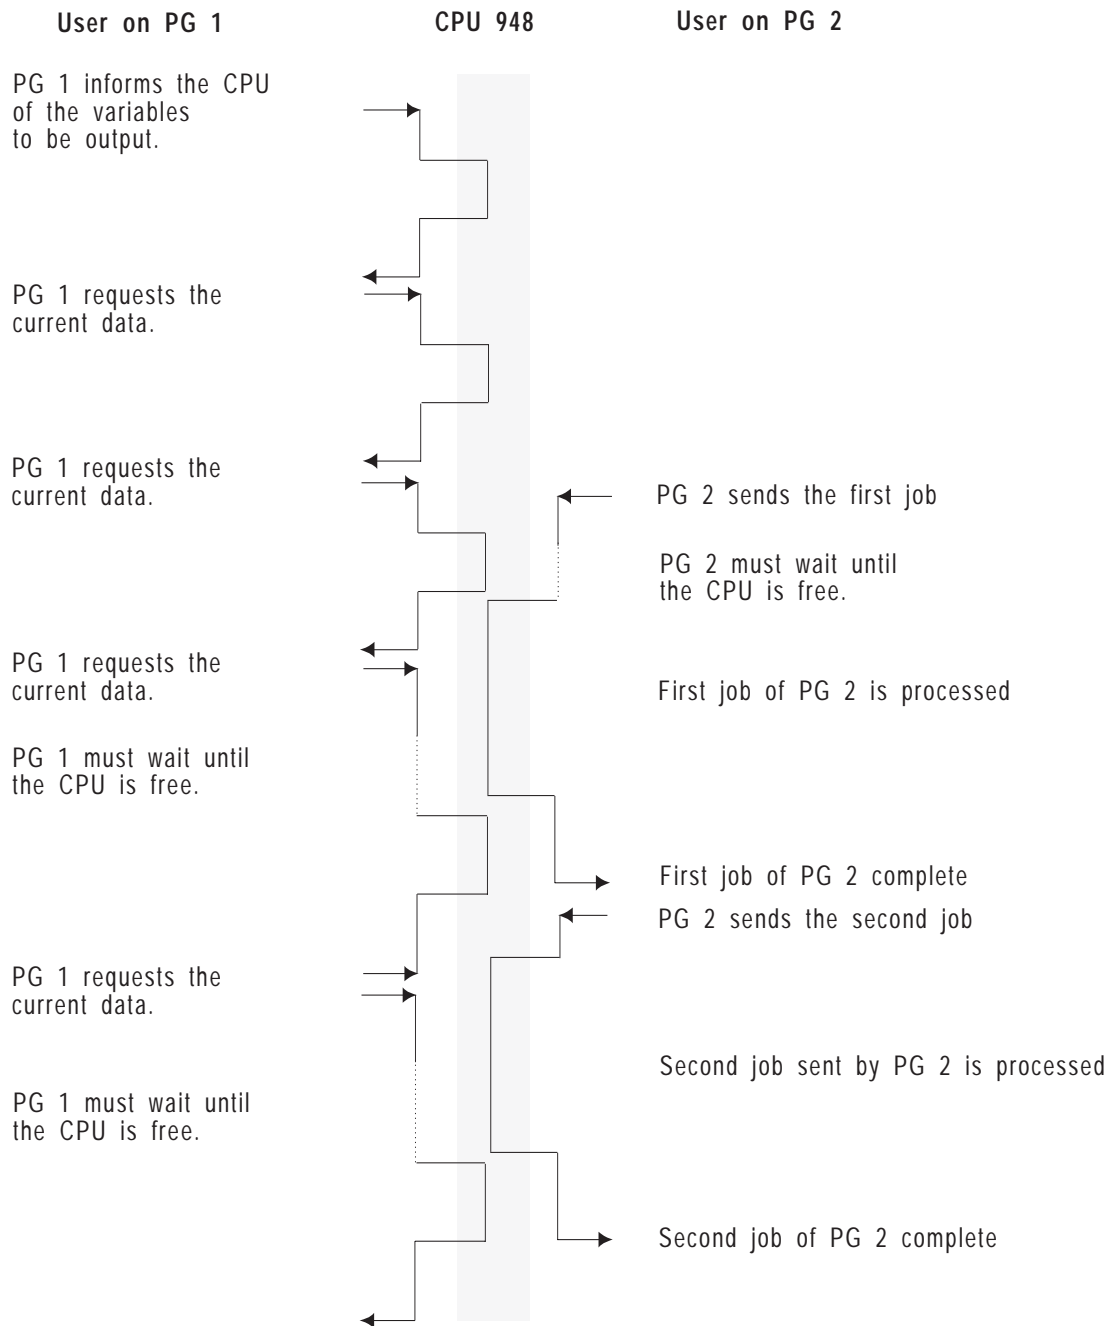 User on PG 1
CPU 948
User on PG 2
PG 1 informs the CPU
of the variables
to be output.
PG 1 requests the
current data.
PG 1 requests the
current data.
PG 2 sends the first job
PG 2 must wait until
the CPU is free.
PG 1 requests the
current data.
First job of PG 2 is processed
PG 1 must wait until
the CPU is free.
First job of PG 2 complete
PG 2 sends the second job
PG 1 requests the
current data.
Second job sent by PG 2 is processed
PG 1 must wait until
the CPU is free.
Second job of PG 2 complete